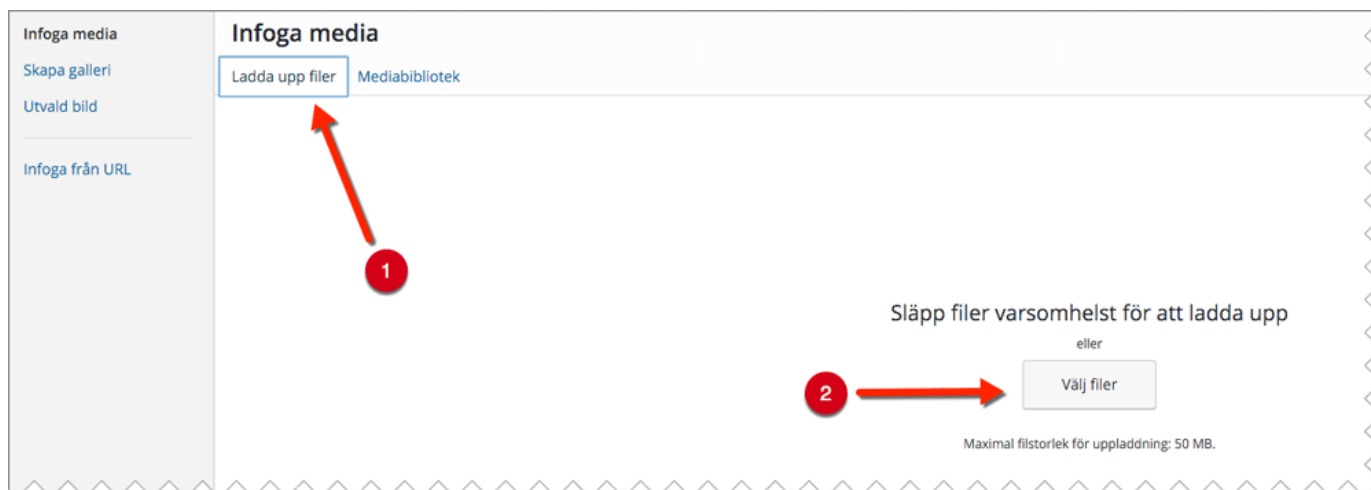 Infoga media
Skapa galleri
Utvald bild
Infoga från URL
Infoga media
Ladda upp filer Mediabibliotek
1
Släpp filer varsomhelst för att ladda upp
eller
2 Välj filer
Maximal filstorlek för uppladdning: 50 MB.